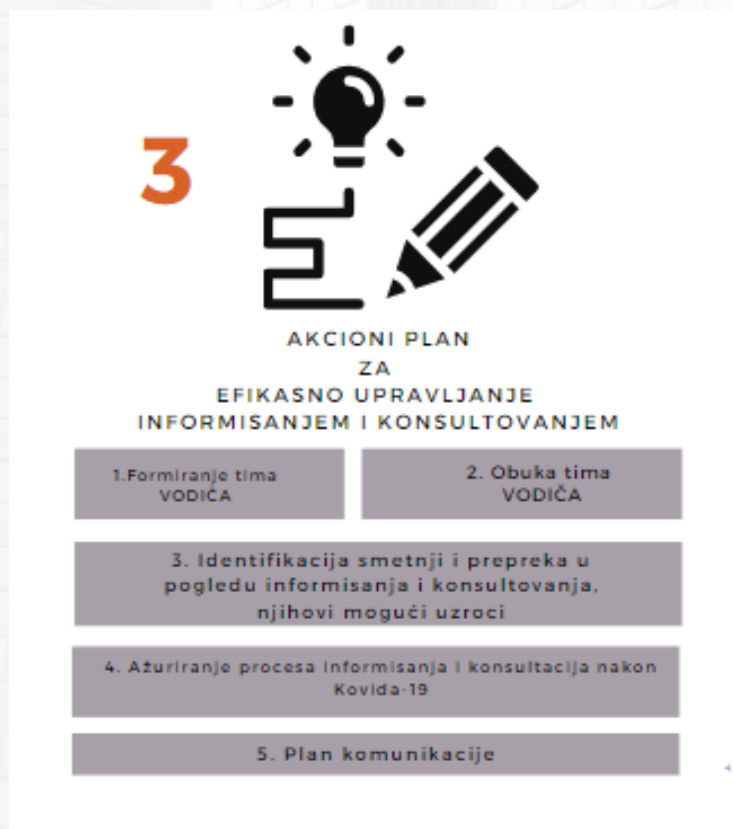 3
AKCIONI PLAN
ZA
EFIKASNO UPRAVLJANJE
INFORMISANJEM I KONSULTOVANJEM
1.Formiranje tima
VODIČA
2. Obuka tima
VODIČA
3. Identifikacija smetnji i prepreka u
pogledu informisanja i konsultovanja,
njihovi mogući uzroci
4. Ažuriranje procesa informisanja i konsultacija nakon
Kovida-19
5. Plan komunikacije